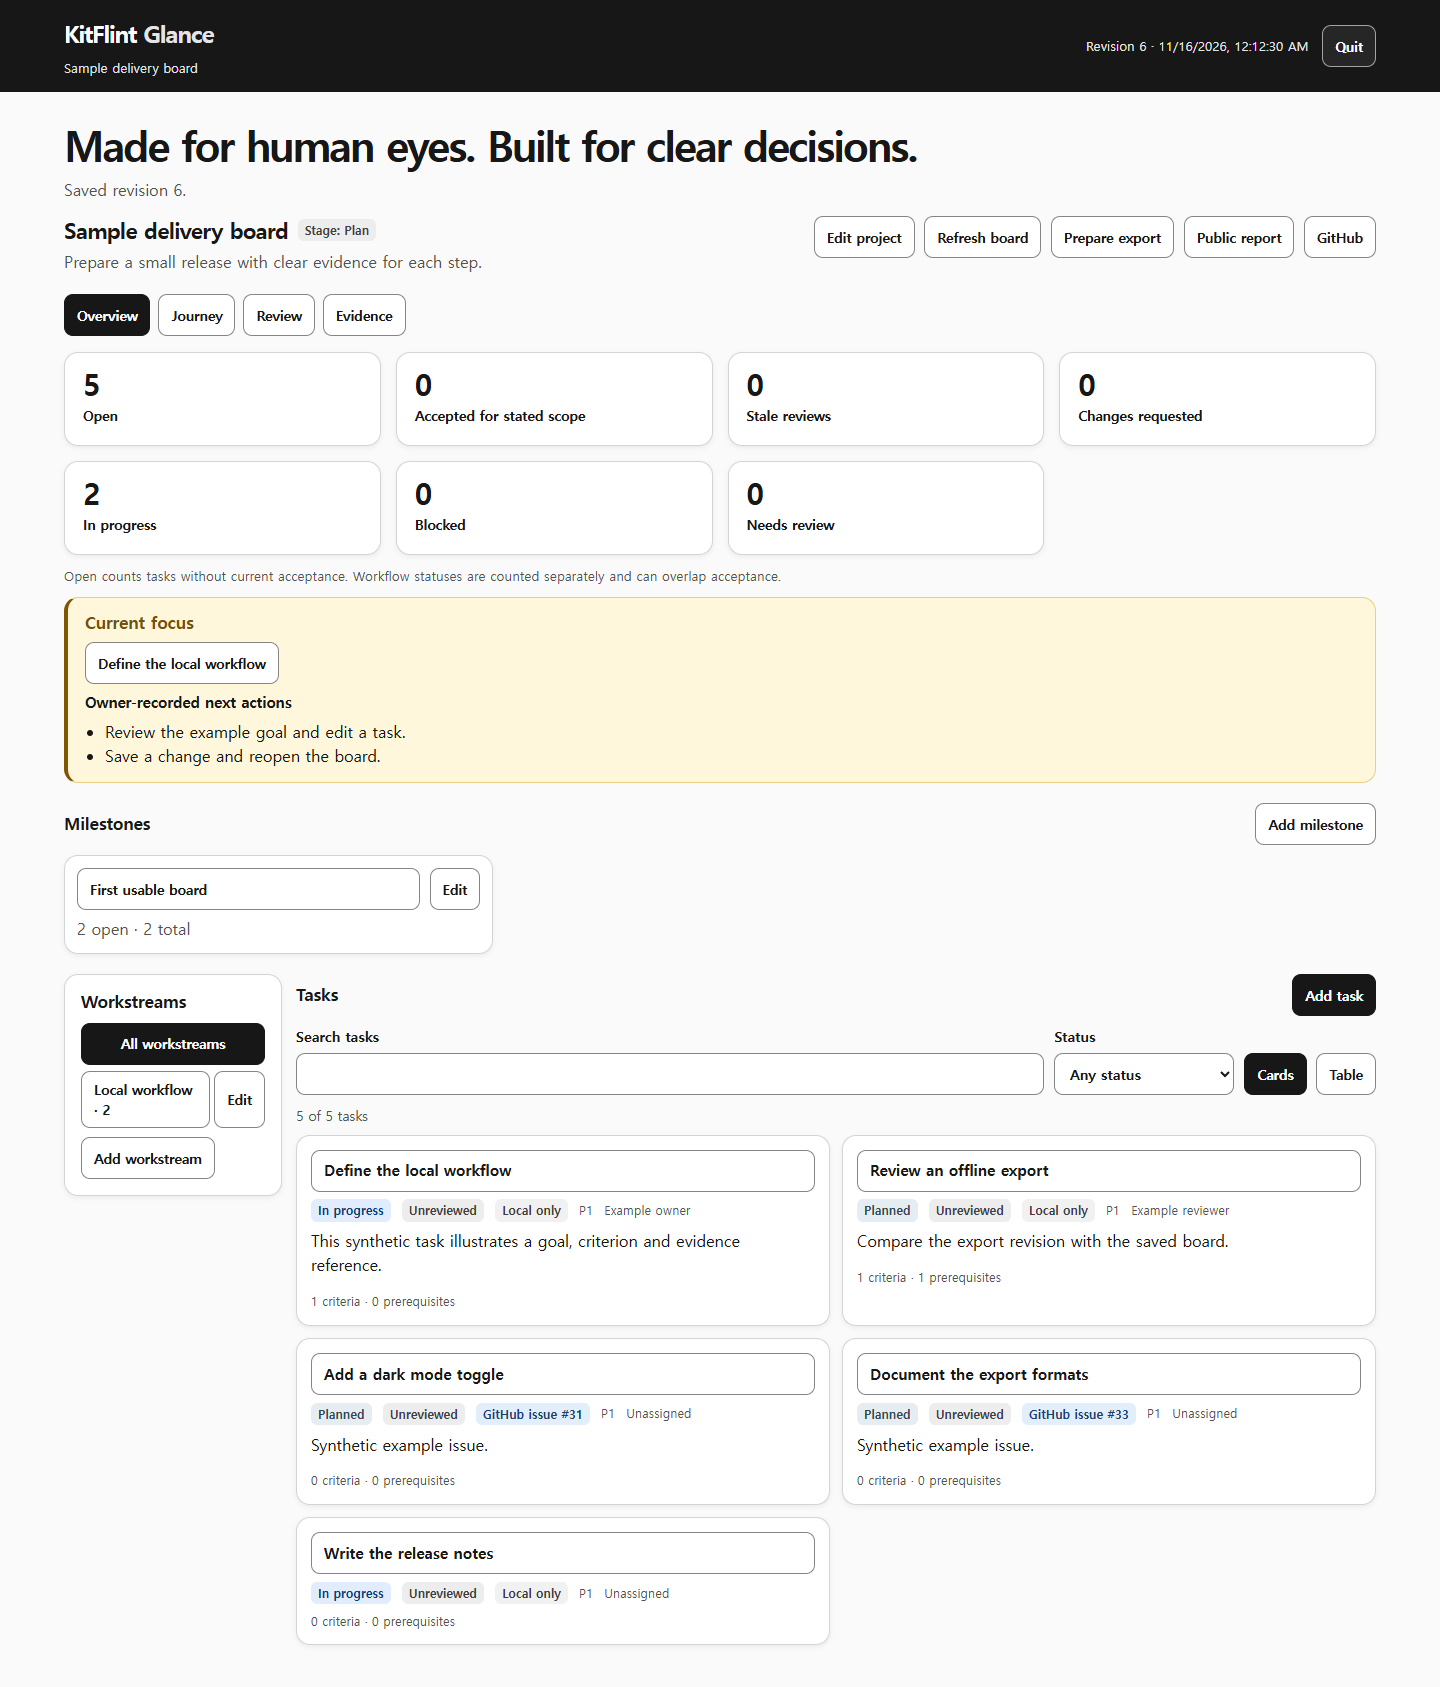 KitFlint Glance
Sample delivery board
Revision 6 · 11/16/2026, 12:12:30 AM
Quit
Made for human eyes. Built for clear decisions.
Saved revision 6.
Sample delivery board
Stage: Plan
Prepare a small release with clear evidence for each step.
Edit project
Refresh board
Prepare export
Public report
GitHub
Overview
Journey
Review
Evidence
5
Open
0
Accepted for stated scope
0
Stale reviews
0
Changes requested
2
In progress
0
Blocked
0
Needs review
Open counts tasks without current acceptance. Workflow statuses are counted separately and can overlap acceptance.
Current focus
Define the local workflow
Owner-recorded next actions
• Review the example goal and edit a task.
• Save a change and reopen the board.
Milestones
Add milestone
First usable board
Edit
2 open · 2 total
Workstreams
All workstreams
Local workflow
· 2
Edit
Add workstream
Tasks
Add task
Search tasks
Status
Any status
Cards
Table
5 of 5 tasks
Define the local workflow
In progress Unreviewed Local only P1 Example owner
This synthetic task illustrates a goal, criterion and evidence
reference.
1 criteria · 0 prerequisites
Review an offline export
Planned Unreviewed Local only P1 Example reviewer
Compare the export revision with the saved board.
1 criteria · 1 prerequisites
Add a dark mode toggle
Planned Unreviewed GitHub issue #31 P1 Unassigned
Synthetic example issue.
0 criteria · 0 prerequisites
Document the export formats
Planned Unreviewed GitHub issue #33 P1 Unassigned
Synthetic example issue.
0 criteria · 0 prerequisites
Write the release notes
In progress Unreviewed Local only P1 Unassigned
0 criteria · 0 prerequisites